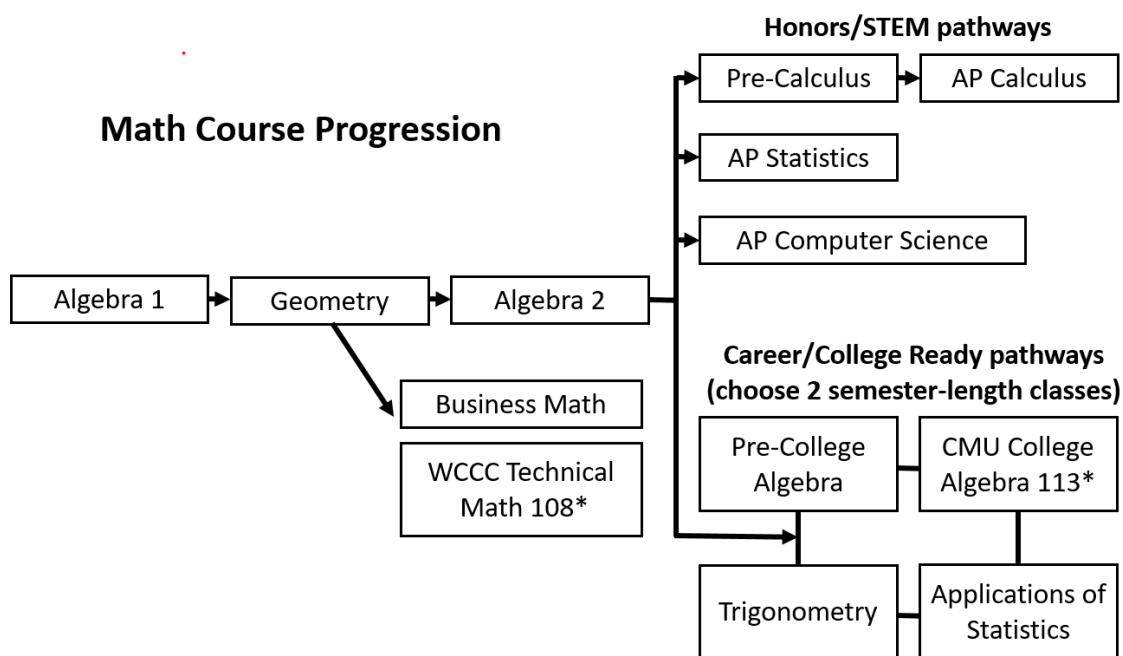 Honors/STEM pathways
Pre-Calculus
AP Calculus
Math Course Progression
AP Statistics
AP Computer Science
Algebra 1
Geometry
Algebra 2
Career/College Ready pathways
(choose 2 semester-length classes)
Business Math
WCCC Technical
Math 108*
Pre-College
Algebra
CMU College
Algebra 113*
Trigonometry
Applications of
Statistics